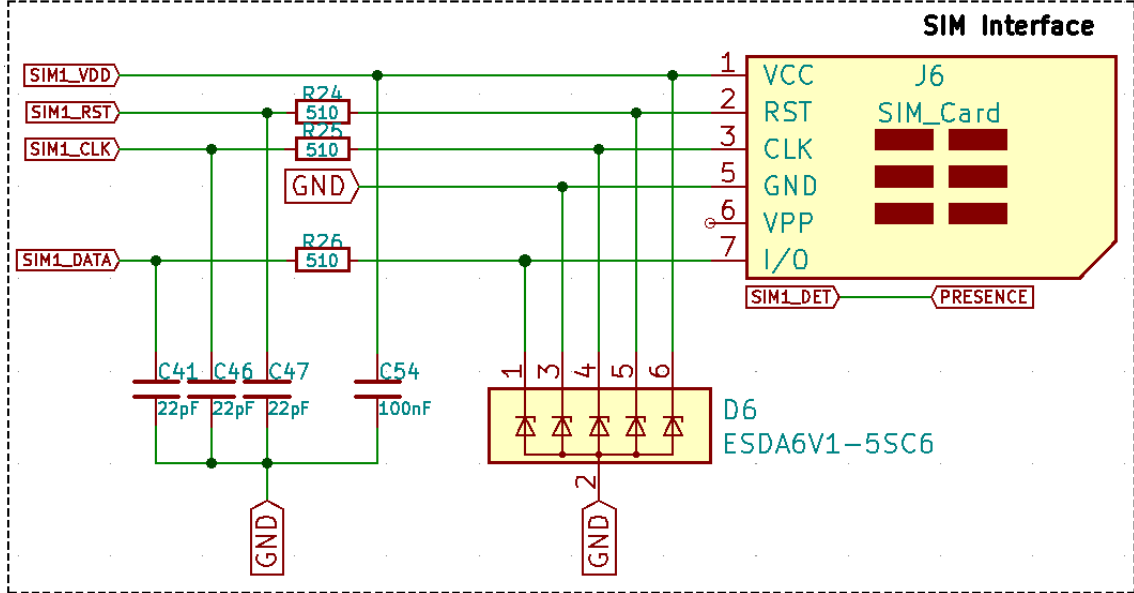 SIM Interface
SIM1_VDD
SIM1_RST
SIM1_CLK
GND
SIM1_DATA
R24
510
R25
510
R26
510
1
2
3
5
6
7
VCC
RST
CLK
GND
VPP
I/O
J6
SIM_Card
SIM1_DET
PRESENCE
C41
22pF
C46
22pF
C47
22pF
C54
100nF
1
3
4
5
6
2
D6
ESDA6V1-5SC6
GND
GND